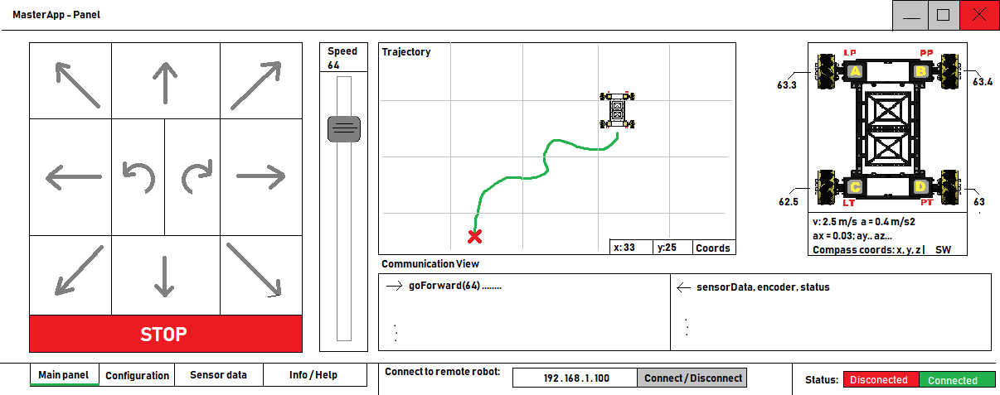 MasterApp - Panel
Speed
64
Trajectory
x:33
y:25
Coords
LP
PP
A
B
63.3
63.4
C
D
62.5
63
LT
PT
v: 2.5 m/s a = 0.4 m/s2
ax = 0.03; ay.. az...
Compass coords: x, y, z | SW
Communication View
goForward(64) ........
sensorData, encoder, status
STOP
Main panel
Configuration
Sensor data
Info / Help
Connect to remote robot:
192.168.1.100
Connect / Disconnect
Status:
Disconected
Connected